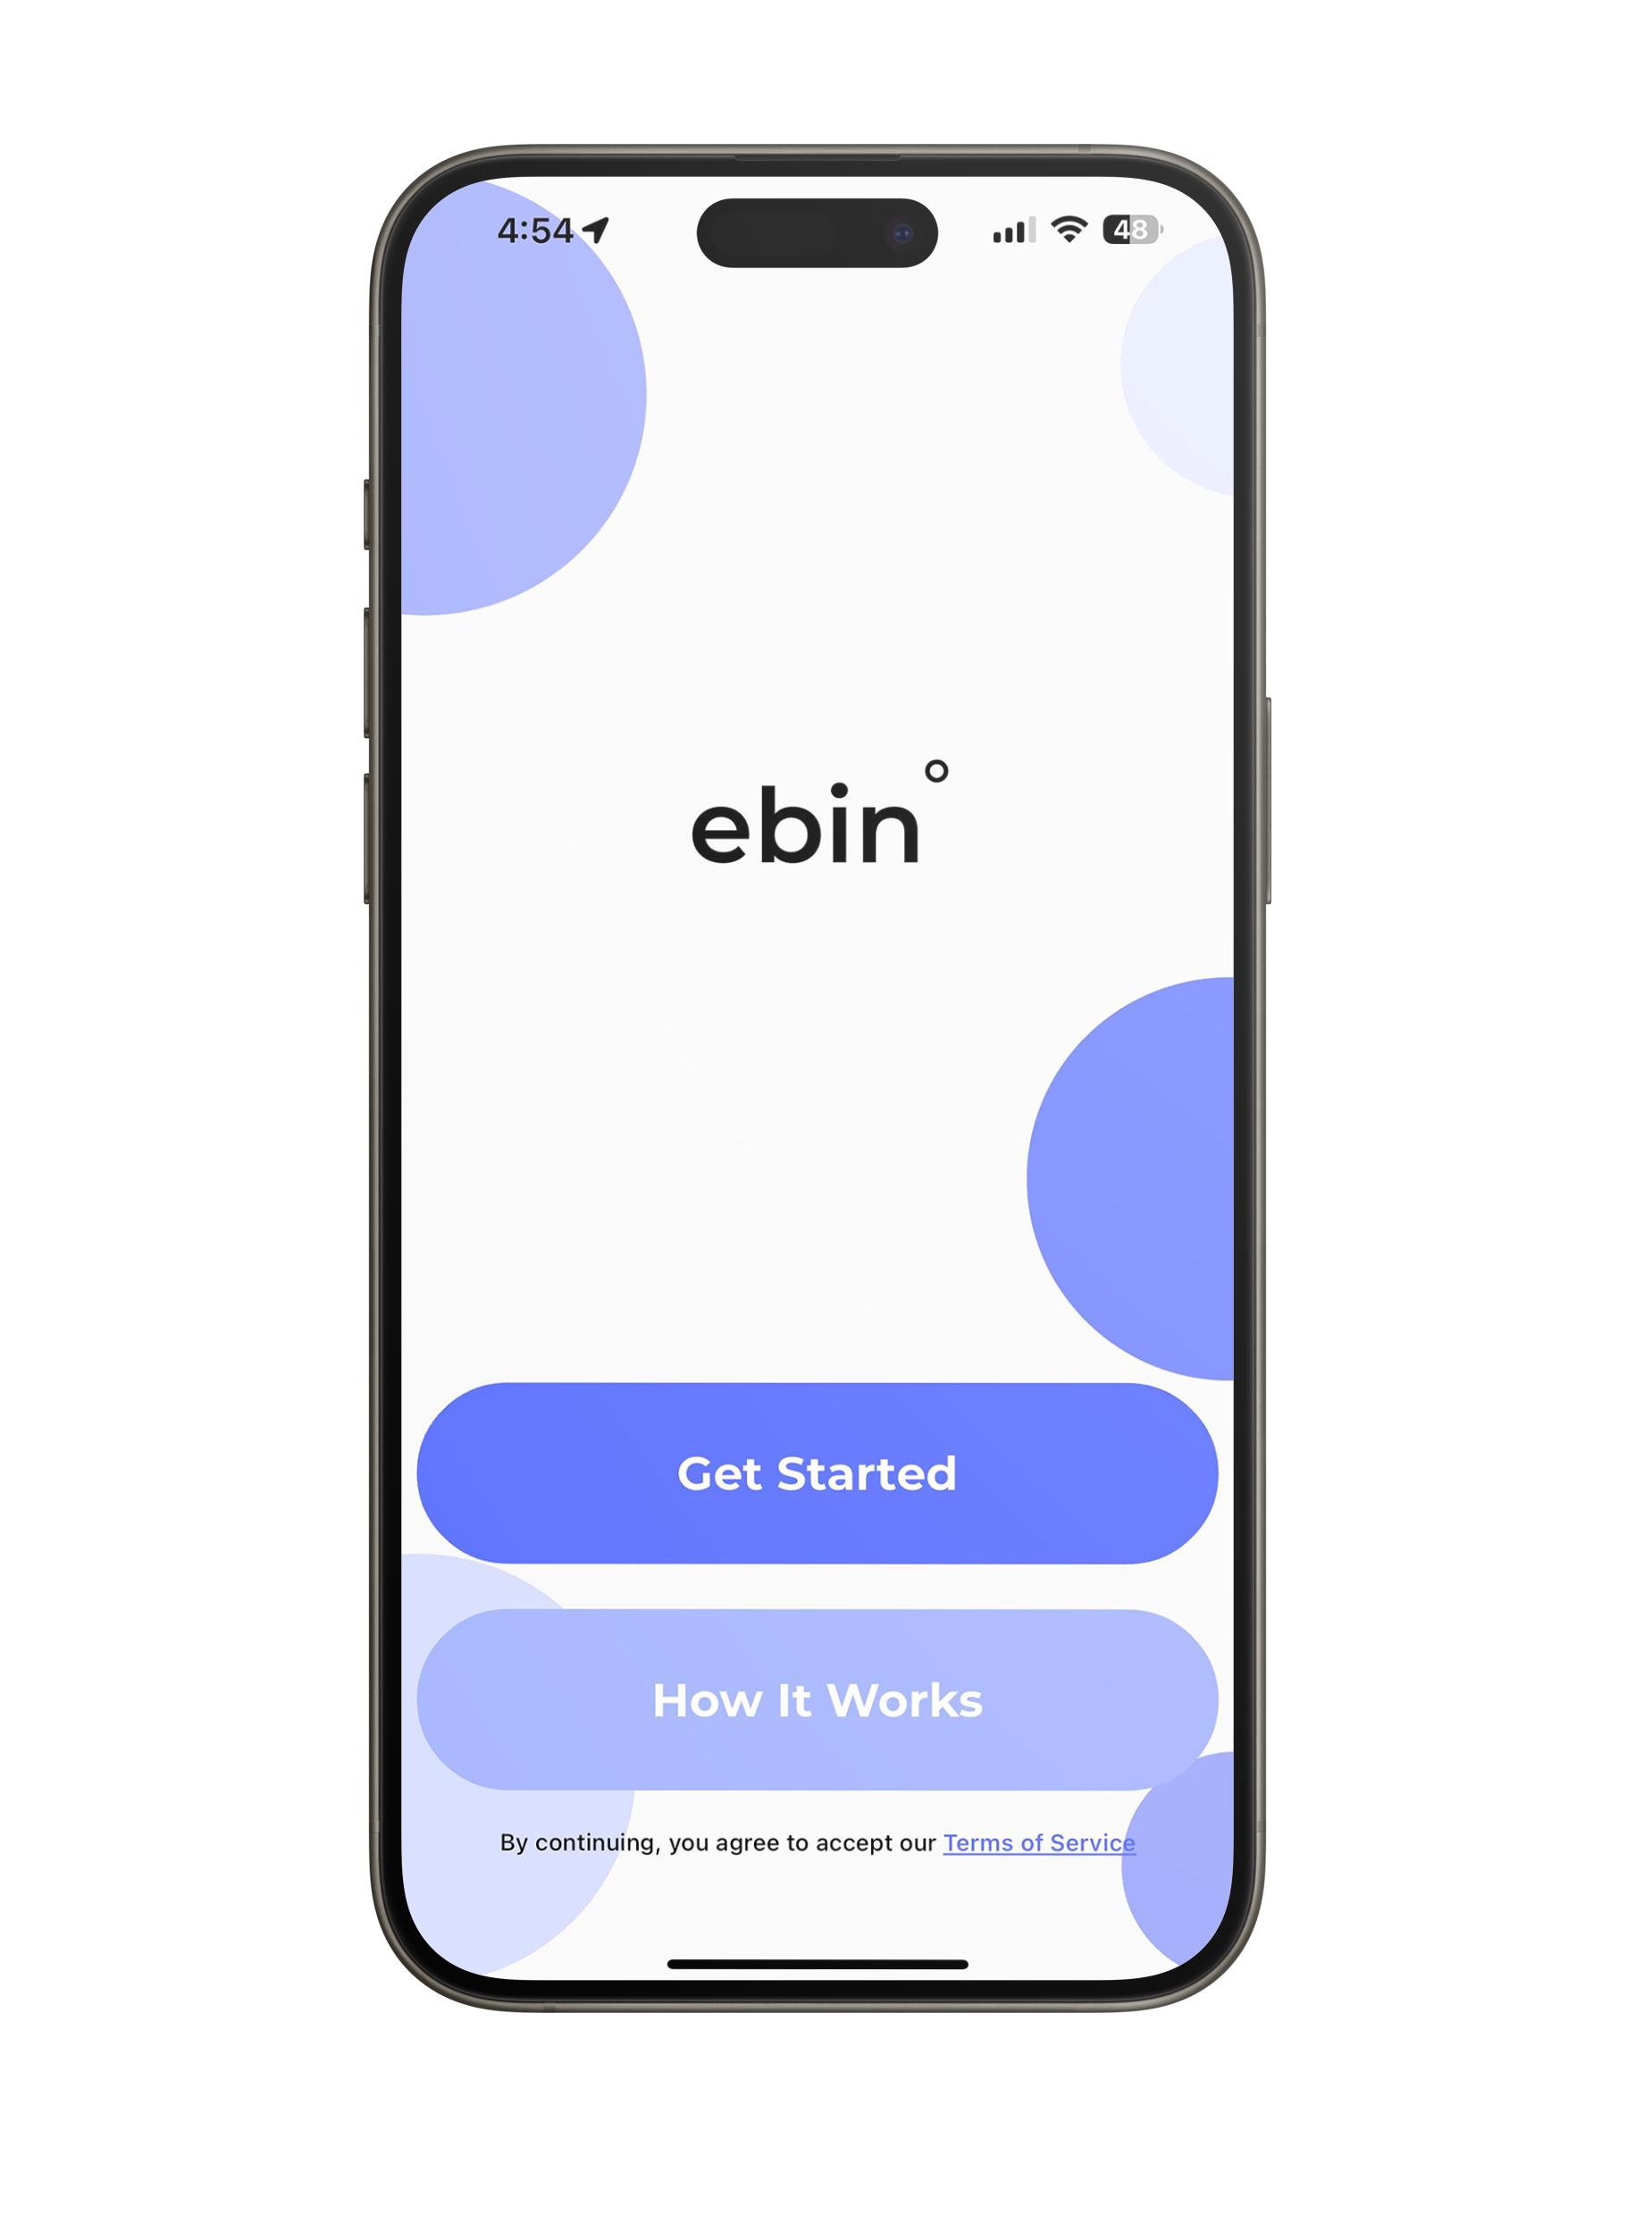 4:54
48
ebin°
Get Started
How It Works
By continuing, you agree to accept our Terms of Service